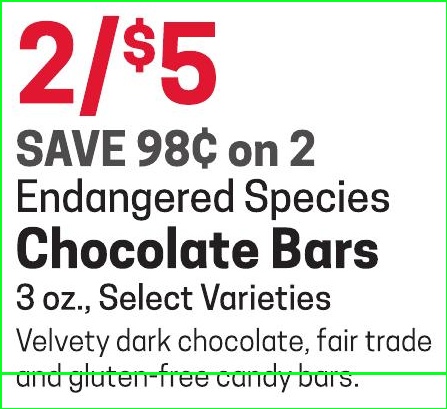 2/$5
SAVE 98¢ on 2
Endangered Species
Chocolate Bars
3 oz., Select Varieties
Velvety dark chocolate, fair trade
and gluten-free candy bars.